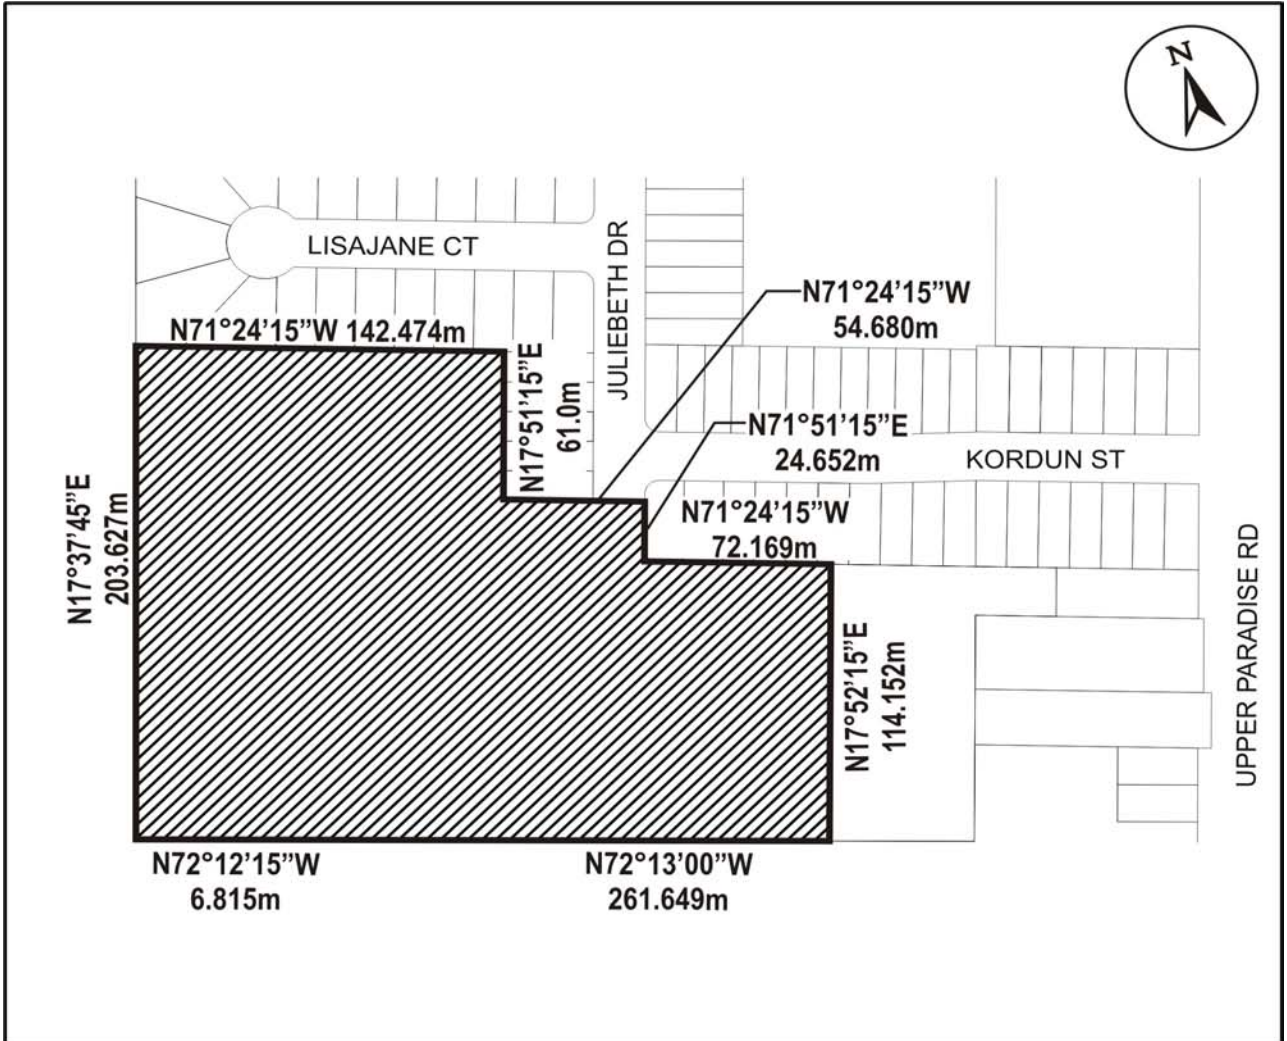 N
LISAJANE CT
JULIEBETH DR
N71°24'15”W
54.680m
N71°24'15”W 142.474m
N17°51'15”E
61.0m
N71°51'15”E
24.652m
KORDUN ST
N71°24'15”W
72.169m
N17°37'45”E
203.627m
N17°52'15”E
114.152m
UPPER PARADISE RD
N72°12'15”W
6.815m
N72°13'00”W
261.649m